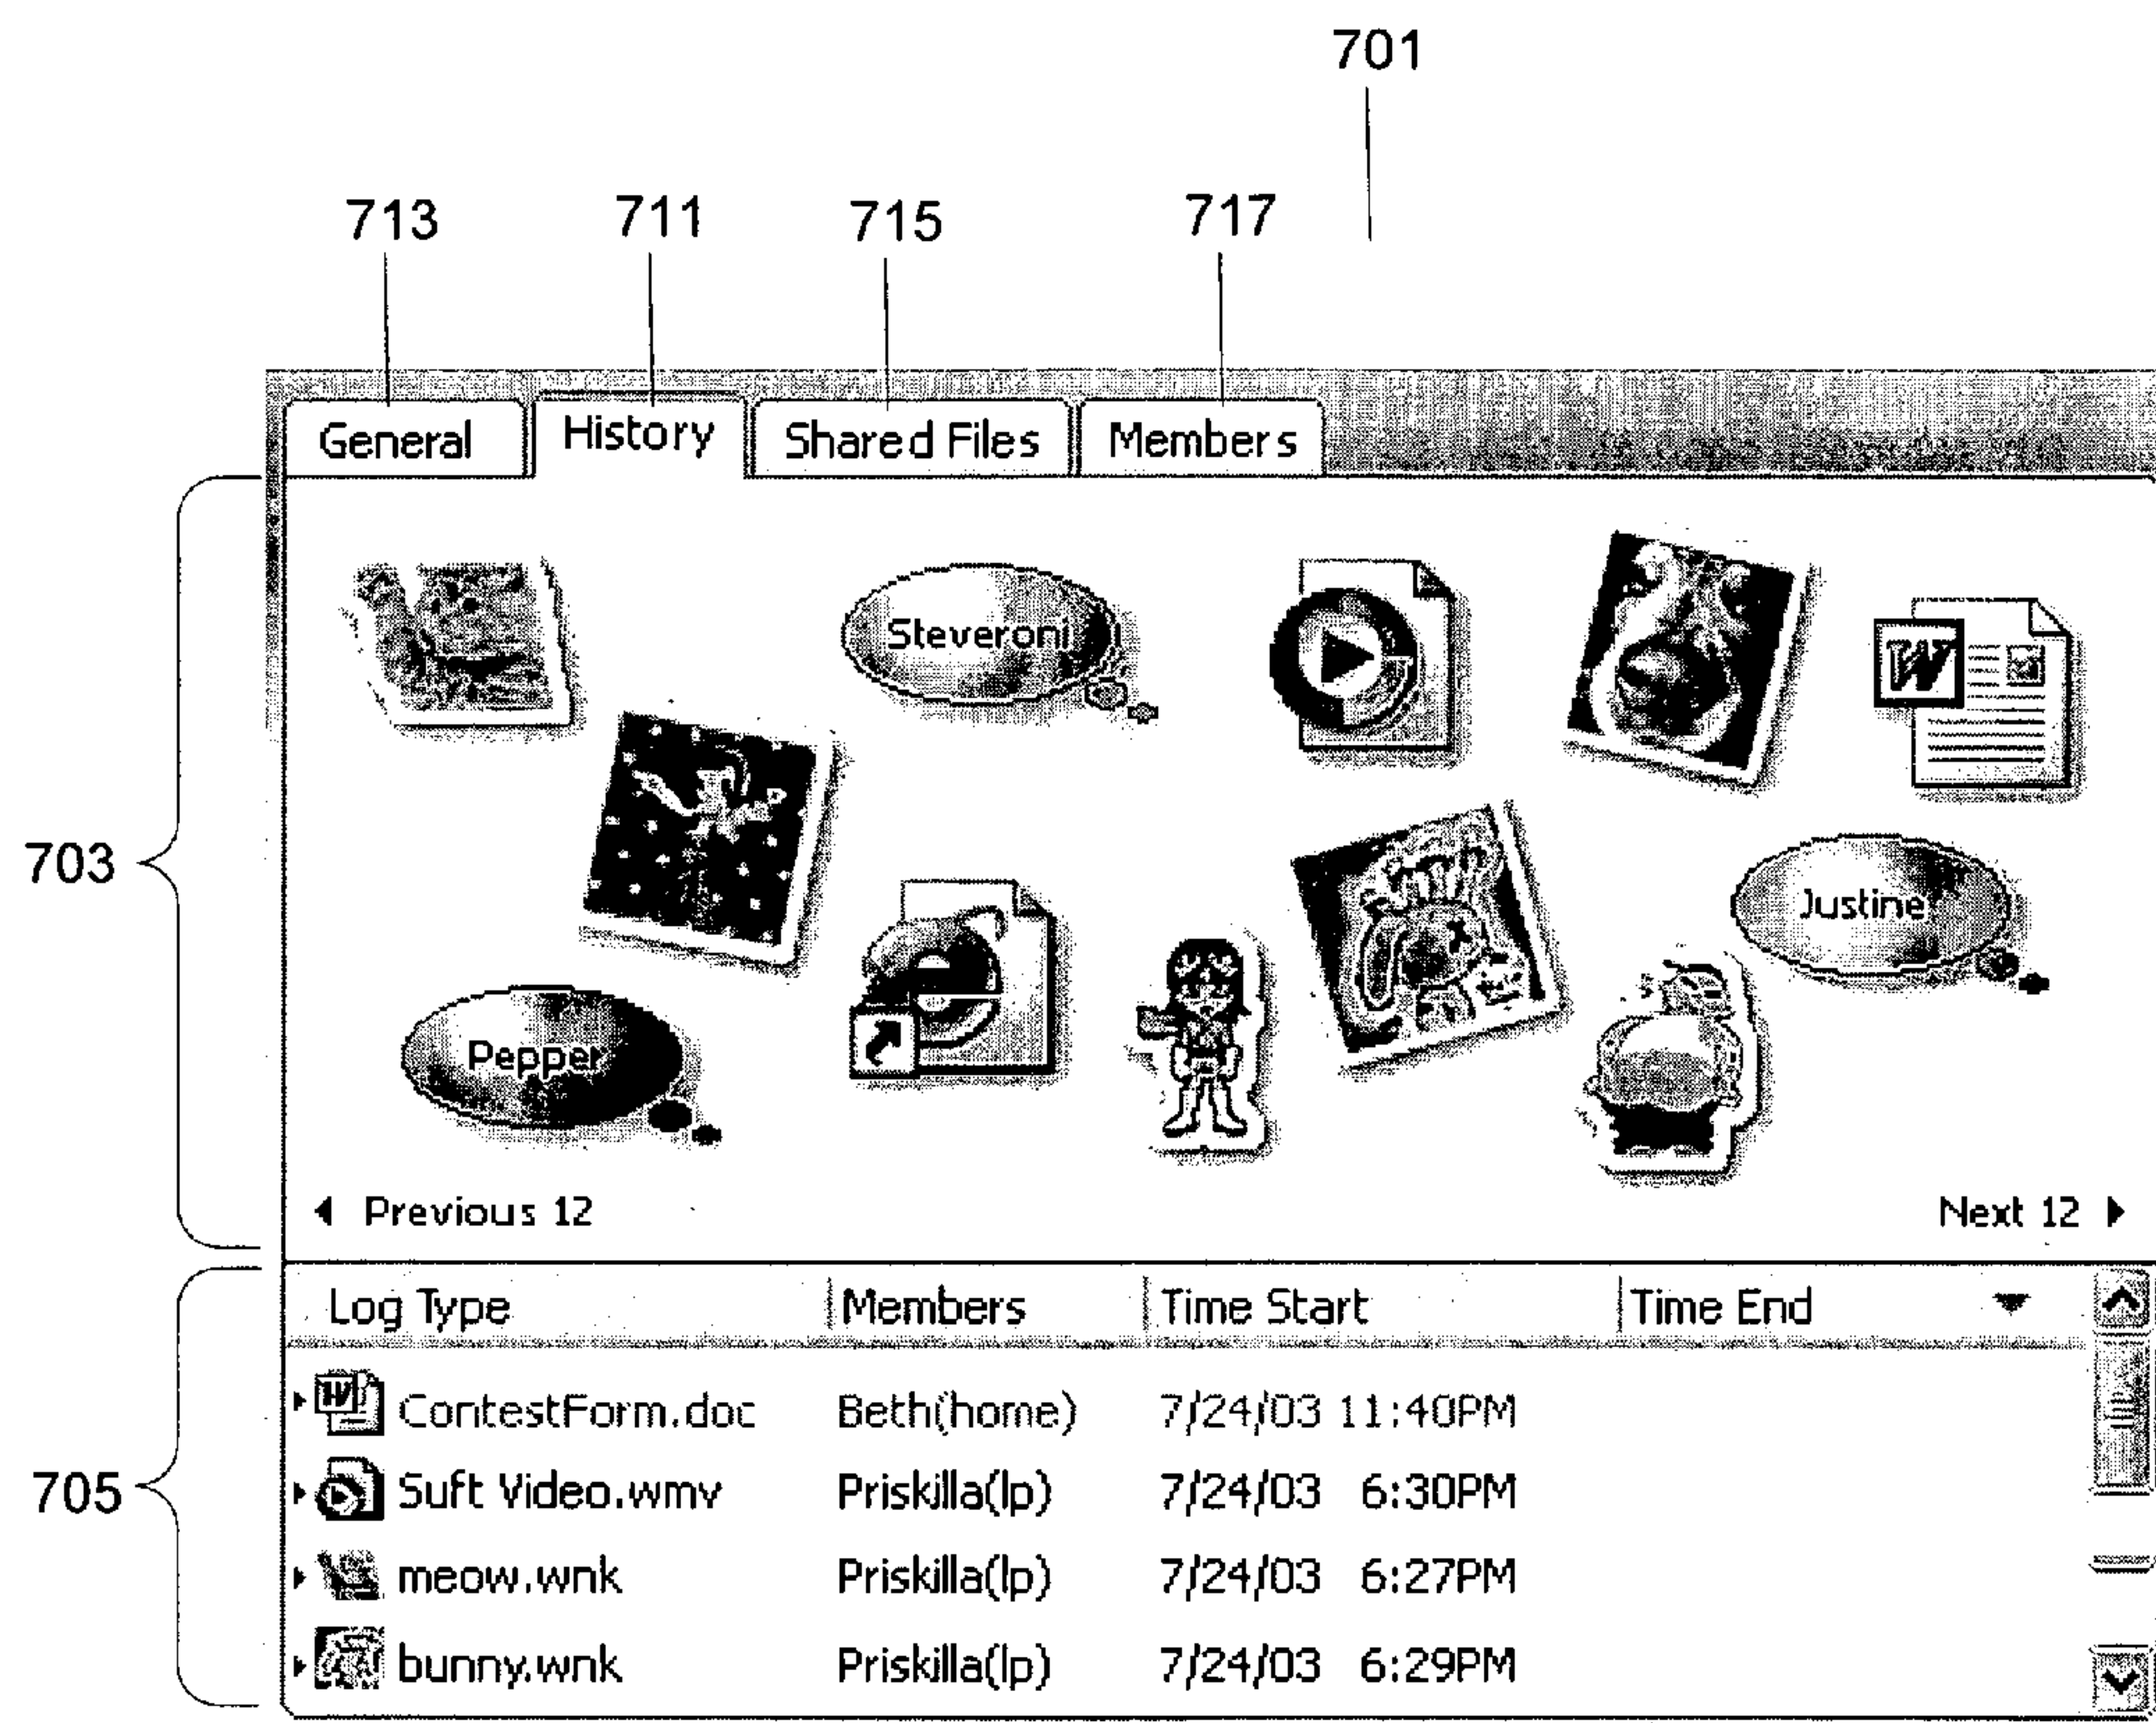 701
713 711 715 717
General History Shared Files Members
Steveroni
W
703
Justine
Pepper
Previous 12 Next 12
Log Type Members Time Start Time End
ContestForm.doc Beth(home) 7/24/03 11:40PM
705
Suft Video.wmv Priskilla(lp) 7/24/03 6:30PM
meow.wnk Priskilla(lp) 7/24/03 6:27PM
bunny.wnk Priskilla(lp) 7/24/03 6:29PM